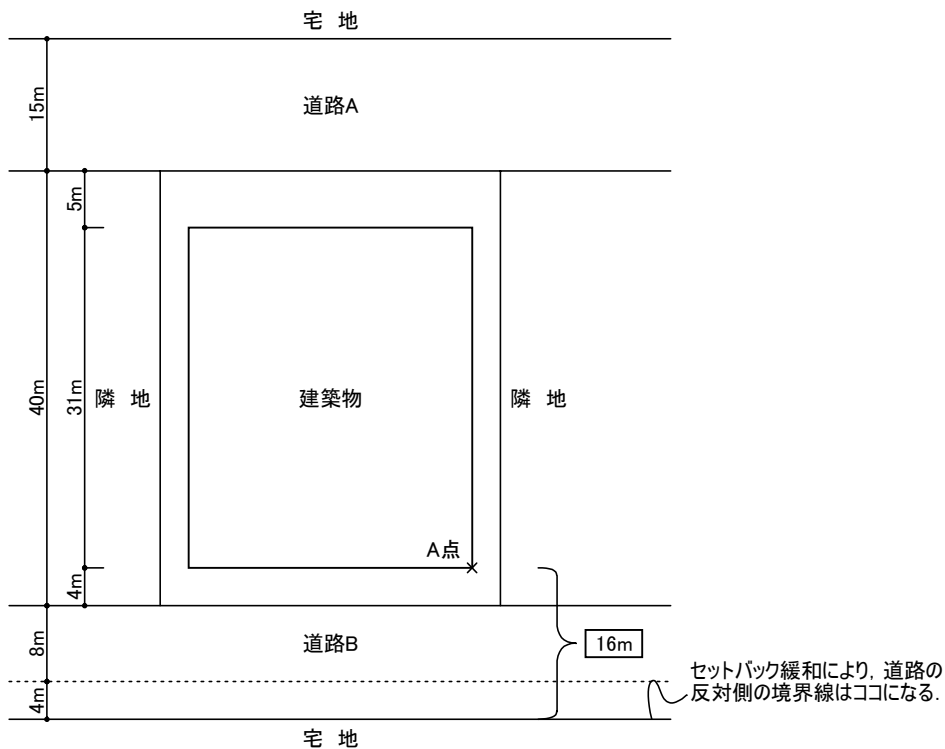 宅 地
道路A
15m
5m
40m
31m
隣 地
建築物
隣 地
A点
4m
8m
道路B
16m
セットバック緩和により, 道路の
反対側の境界線はココになる.
4m
宅 地